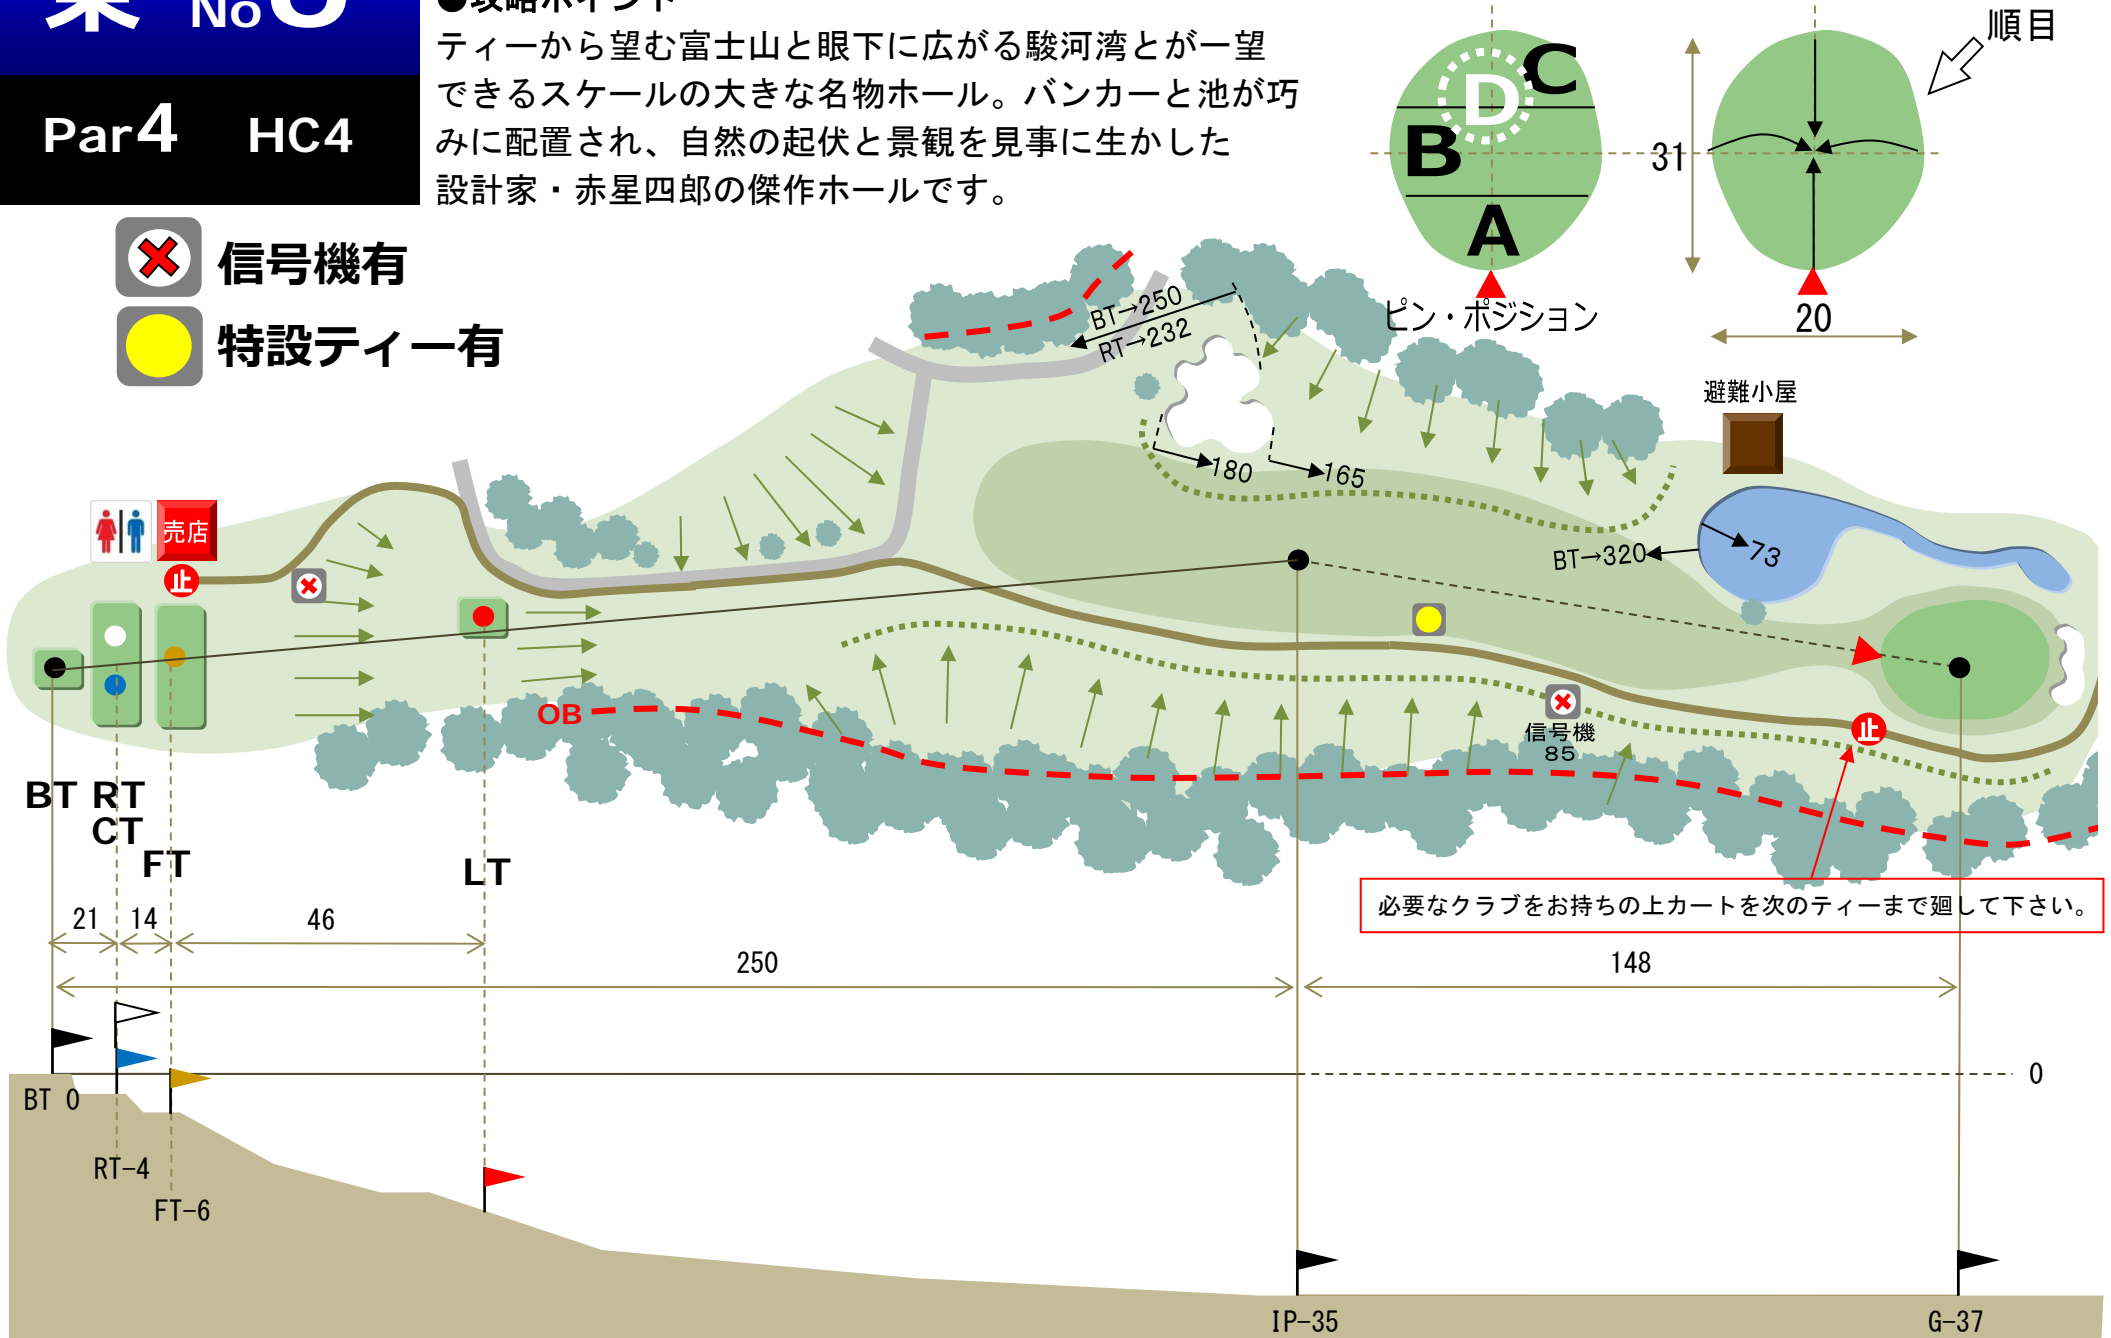 No
●攻略ポイント
ティーから望む富士山と眼下に広がる駿河湾とが一望
できるスケールの大きな名物ホール。バンカーと池が巧
みに配置され、自然の起伏と景観を見事に生かした
設計家・赤星四郎の傑作ホールです。
Par4 HC4
信号機有
特設ティー有
C
D
B
A
ピン・ポジション
順目
31
20
避難小屋
BT→250
RT→232
180
165
BT→320
73
売店
止
OB
信号機
85
止
BT
RT
CT
FT
LT
必要なクラブをお持ちの上カートを次のティーまで廻して下さい。
21
14
46
250
148
BT 0
0
RT-4
FT-6
IP-35
G-37